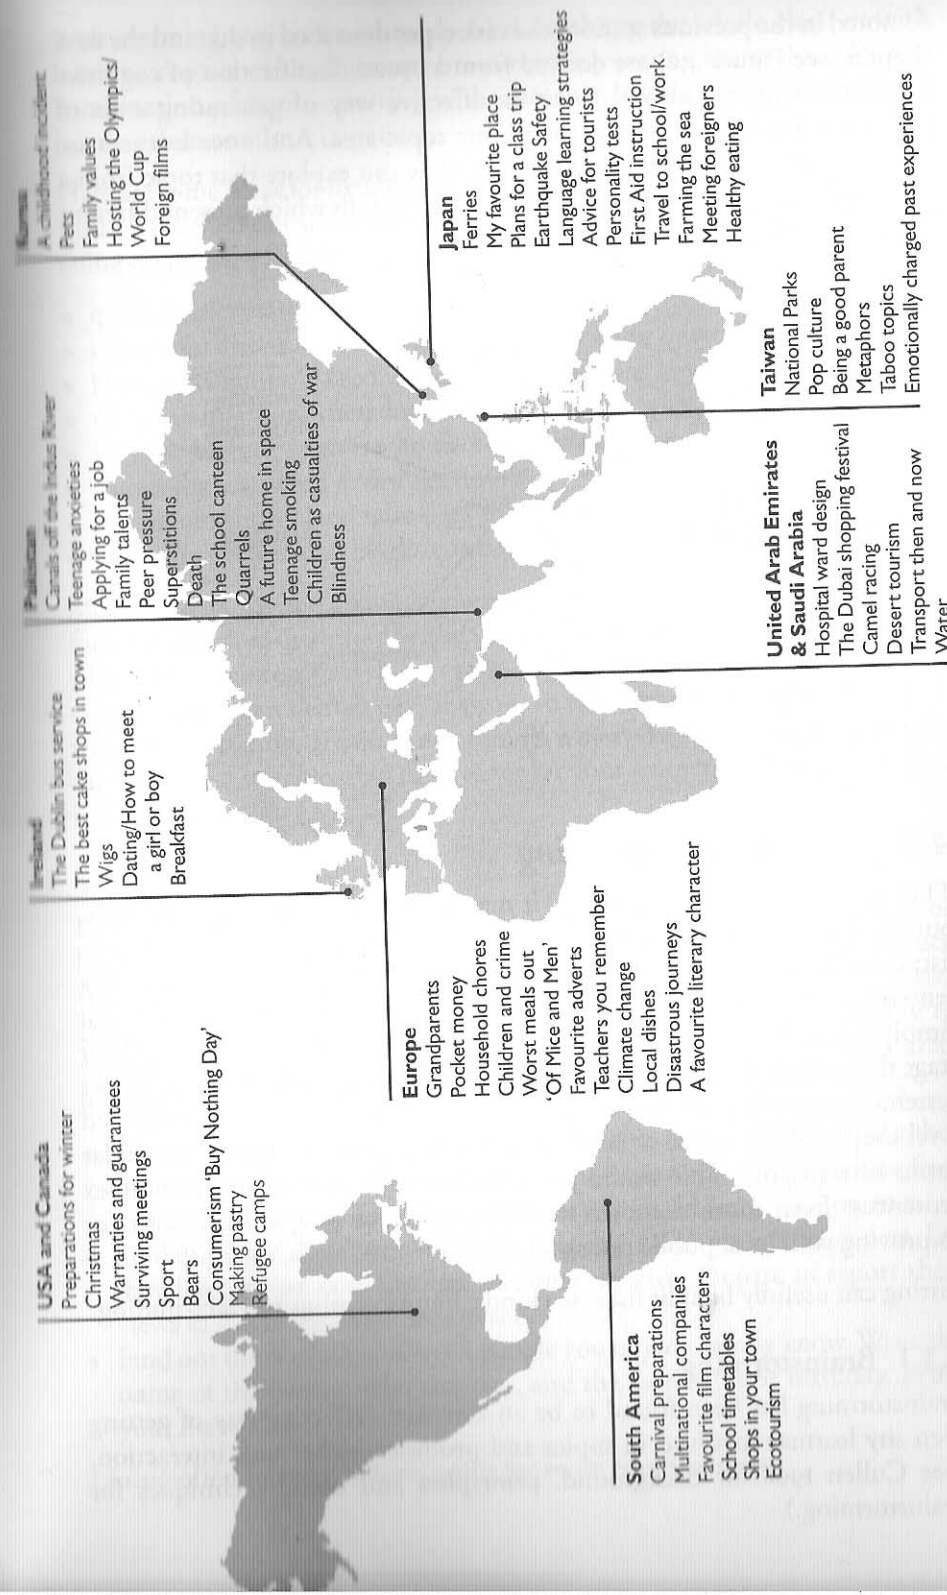 USA and Canada
Preparations for winter
Christmas
Warranties and guarantees
Surviving meetings
Sport
Bears
Consumerism ‘Buy Nothing Day’
Making pastry
Refugee camps
Ireland
The Dublin bus service
The best cake shops in town
Wigs
Dating/How to meet
a girl or boy
Breakfast
Pakistan
Canals off the Indus River
Teenage anxieties
Applying for a job
Family talents
Peer pressure
Superstitions
Death
The school canteen
Quarrels
A future home in space
Teenage smoking
Children as casualties of war
Blindness
Korea
A childhood incident
Pets
Family values
Hosting the Olympics/
World Cup
Foreign films
Europe
Grandparents
Pocket money
Household chores
Children and crime
Worst meals out
‘Of Mice and Men’
Favourite adverts
Teachers you remember
Climate change
Local dishes
Disastrous journeys
A favourite literary character
Japan
Ferries
My favourite place
Plans for a class trip
Earthquake Safety
Language learning strategies
Advice for tourists
Personality tests
First Aid instruction
Travel to school/work
Farming the sea
Meeting foreigners
Healthy eating
South America
Carnival preparations
Multinational companies
Favourite film characters
School timetables
Shops in your town
Ecotourism
United Arab Emirates
& Saudi Arabia
Hospital ward design
The Dubai shopping festival
Camel racing
Desert tourism
Transport then and now
Water
Taiwan
National Parks
Pop culture
Being a good parent
Metaphors
Taboo topics
Emotionally charged past experiences